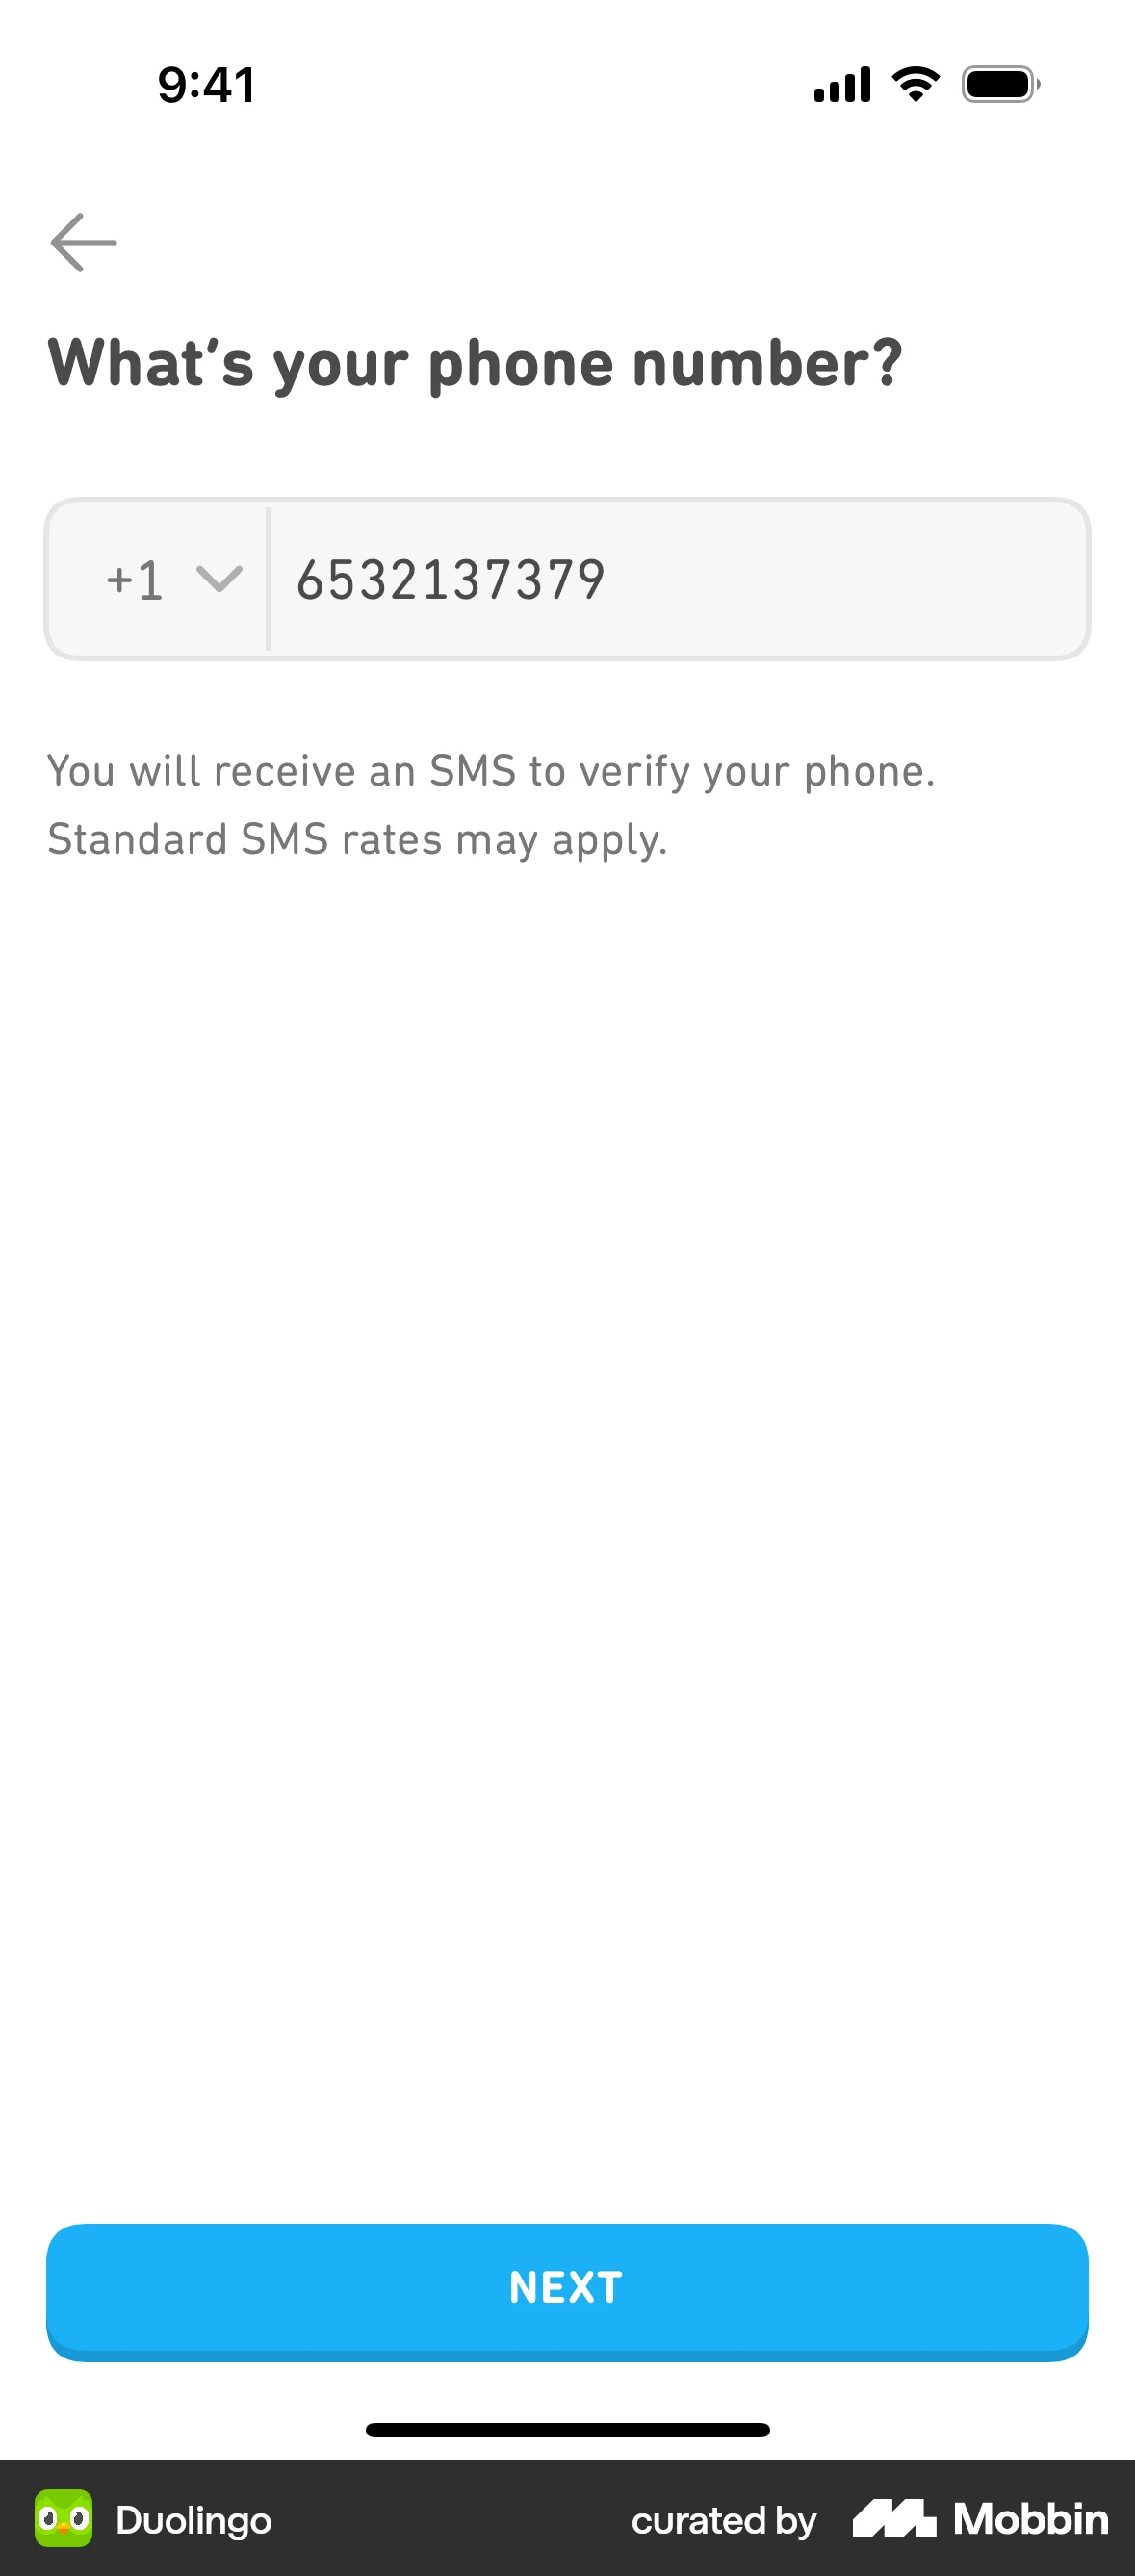 9:41
What's your phone number?
+1 6532137379
You will receive an SMS to verify your phone.
Standard SMS rates may apply.
NEXT
Duolingo curated by Mobbin